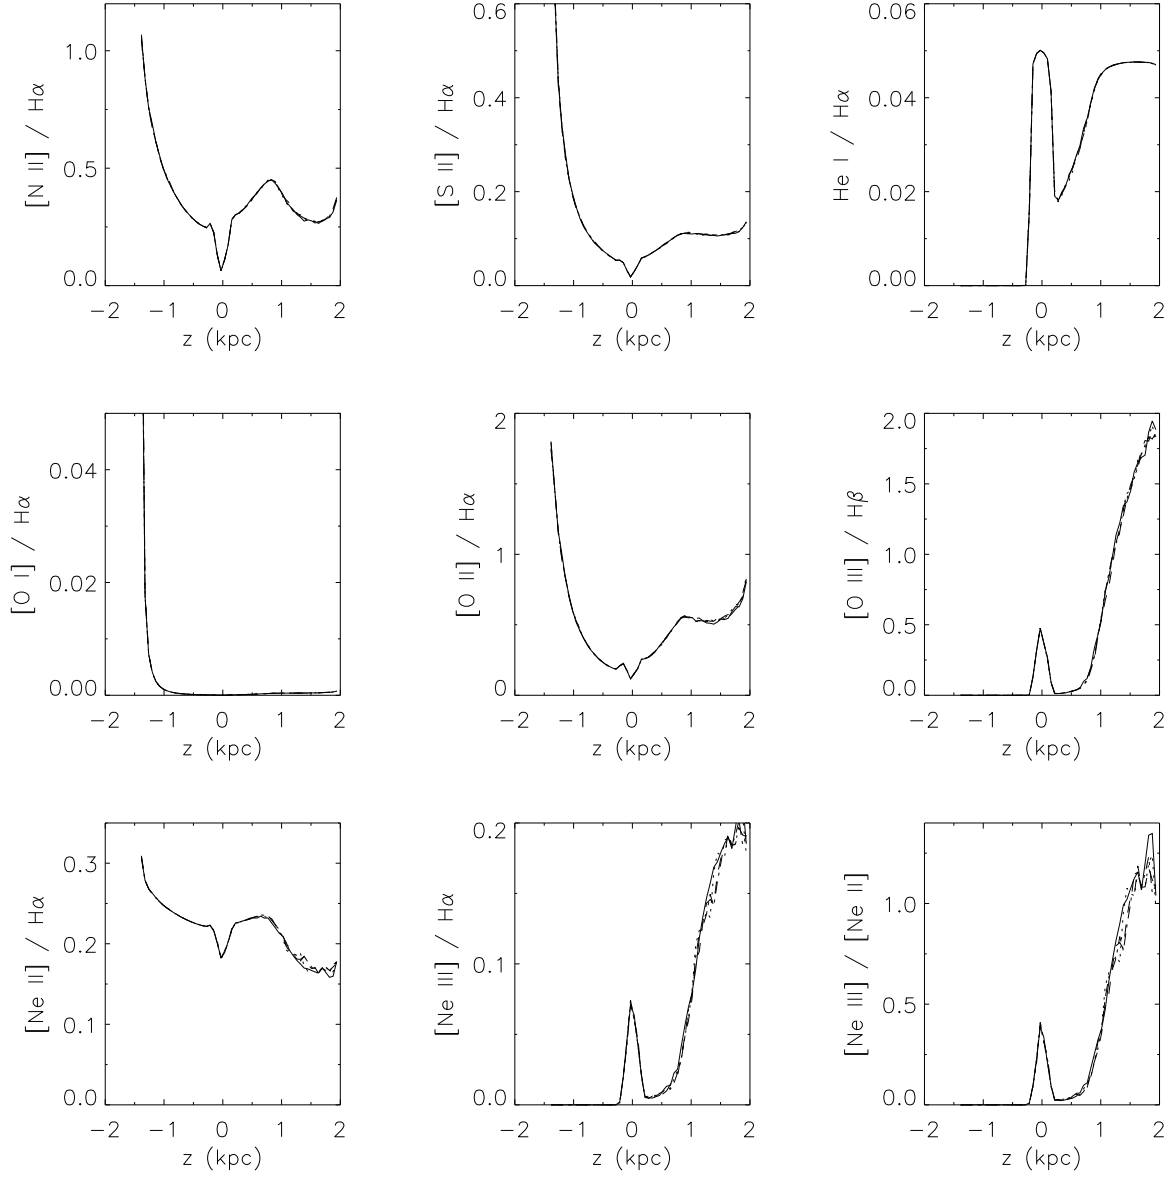 [N II] / Hα
1.0
0.5
0.0
−2 −1 0 1 2
z (kpc)
[S II] / Hα
0.6
0.4
0.2
0.0
−2 −1 0 1 2
z (kpc)
He I / Hα
0.06
0.04
0.02
0.00
−2 −1 0 1 2
z (kpc)
[O I] / Hα
0.04
0.02
0.00
−2 −1 0 1 2
z (kpc)
[O II] / Hα
2
1
0
−2 −1 0 1 2
z (kpc)
[O III] / Hβ
2.0
1.5
1.0
0.5
0.0
−2 −1 0 1 2
z (kpc)
[Ne II] / Hα
0.3
0.2
0.1
0.0
−2 −1 0 1 2
z (kpc)
[Ne III] / Hα
0.2
0.1
0.0
−2 −1 0 1 2
z (kpc)
[Ne III] / [Ne II]
1.0
0.5
0.0
−2 −1 0 1 2
z (kpc)